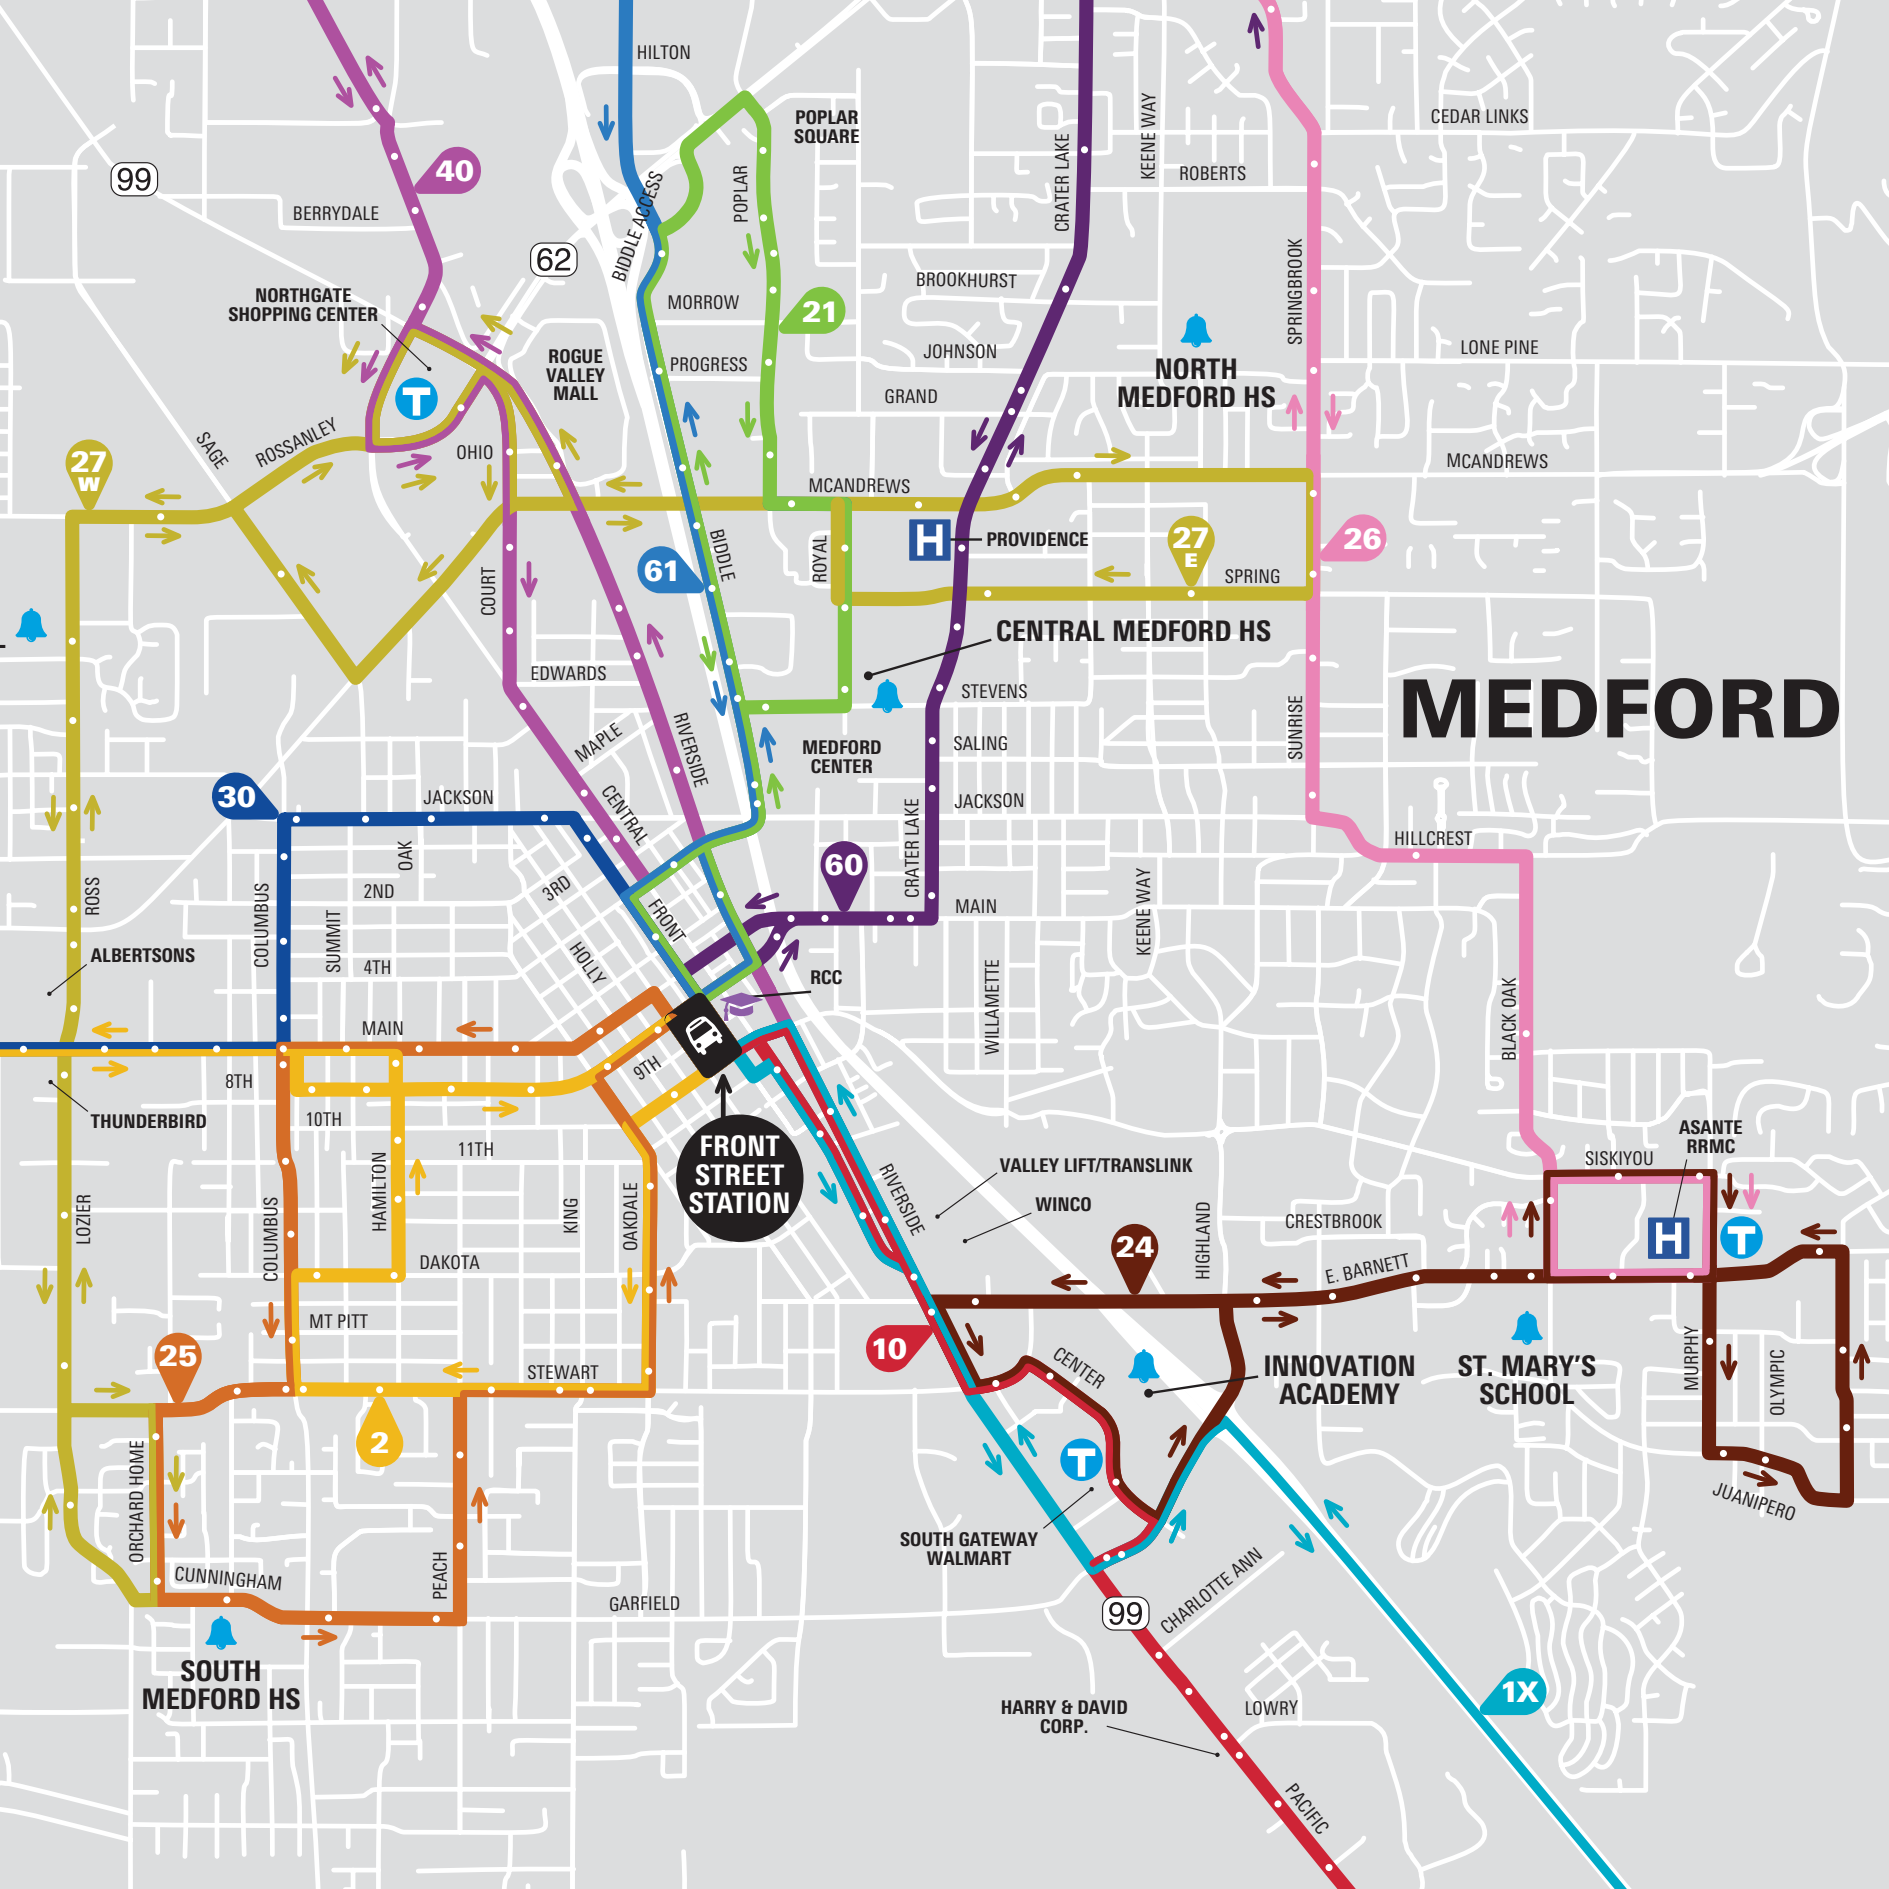 HILTON
POPLAR
SQUARE
CEDAR LINKS
CRATER LAKE
KEENE WAY
ROBERTS
99
40
BERRYDALE
BIDDLE ACCESS
POPLAR
62
SPRINGBROOK
BROOKHURST
NORTHGATE
SHOPPING CENTER
MORROW
21
ROGUE
VALLEY
MALL
PROGRESS
JOHNSON
LONE PINE
NORTH
MEDFORD HS
GRAND
T
SAGE
ROSSANLEY
OHIO
27
W
MCANDREWS
MCANDREWS
H
PROVIDENCE
27
E
26
BIDDLE
ROYAL
61
SPRING
COURT
CENTRAL MEDFORD HS
EDWARDS
STEVENS
MEDFORD
RIVERSIDE
MAPLE
SALING
SUNRISE
MEDFORD
CENTER
30
JACKSON
CENTRAL
JACKSON
HILLCREST
OAK
CRATER LAKE
60
2ND
3RD
ROSS
COLUMBUS
SUMMIT
FRONT
MAIN
KEENE WAY
ALBERTSONS
4TH
HOLLY
RCC
WILLAMETTE
BLACK OAK
MAIN
8TH
9TH
THUNDERBIRD
10TH
FRONT
STREET
STATION
11TH
ASANTE
RRMC
SISKIYOU
VALLEY LIFT/TRANSLINK
WINCO
LOZIER
COLUMBUS
HAMILTON
KING
OAKDALE
RIVERSIDE
HIGHLAND
CRESTBROOK
H
T
24
DAKOTA
E. BARNETT
MT PITT
10
25
STEWART
CENTER
INNOVATION
ACADEMY
ST. MARY'S
SCHOOL
MURPHY
OLYMPIC
2
T
ORCHARD HOME
JUANIPERO
SOUTH GATEWAY
WALMART
CUNNINGHAM
PEACH
GARFIELD
99
CHARLOTTE ANN
SOUTH
MEDFORD HS
1X
HARRY & DAVID
CORP.
LOWRY
PACIFIC